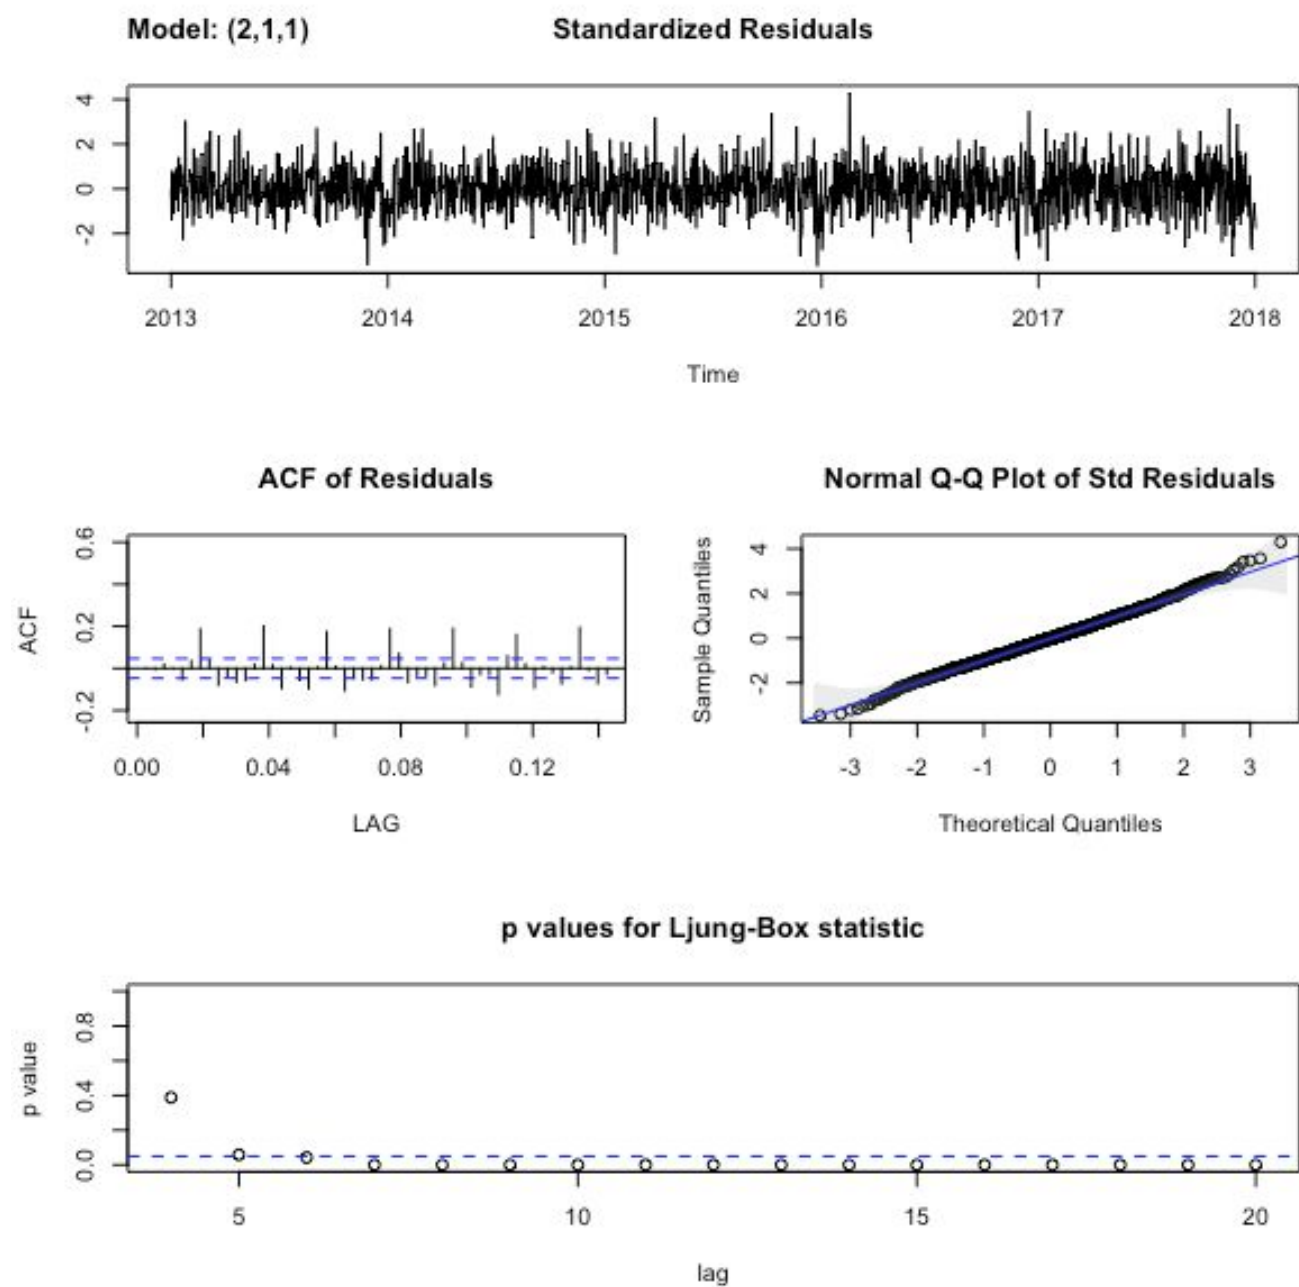 Model: (2,1,1) Standardized Residuals
4
2
0
-2
2013 2014 2015 2016 2017 2018
Time
ACF of Residuals
ACF
0.6
0.2
-0.2
0.00 0.04 0.08 0.12
LAG
Normal Q-Q Plot of Std Residuals
Sample Quantiles
4
2
0
-2
-3 -2 -1 0 1 2 3
Theoretical Quantiles
p values for Ljung-Box statistic
p value
0.8
0.4
0.0
5 10 15 20
lag